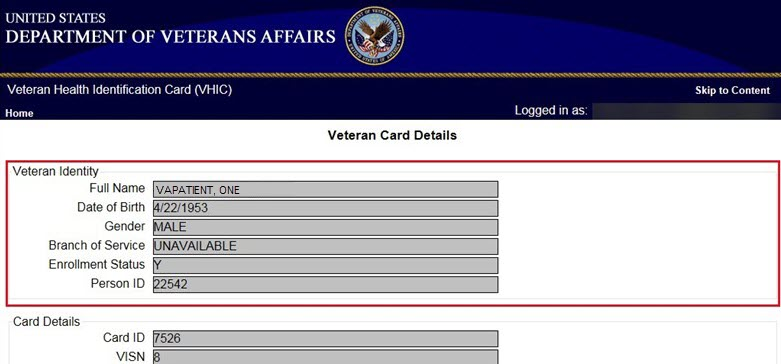 UNITED STATES
DEPARTMENT OF VETERANS AFFAIRS
Veteran Health Identification Card (VHIC)
Skip to Content
Home
Logged in as:
Veteran Card Details
Veteran Identity
Full Name VAPATIENT, ONE
Date of Birth 4/22/1953
Gender MALE
Branch of Service UNAVAILABLE
Enrollment Status Y
Person ID 22542
Card Details
Card ID 7526
VISN 8